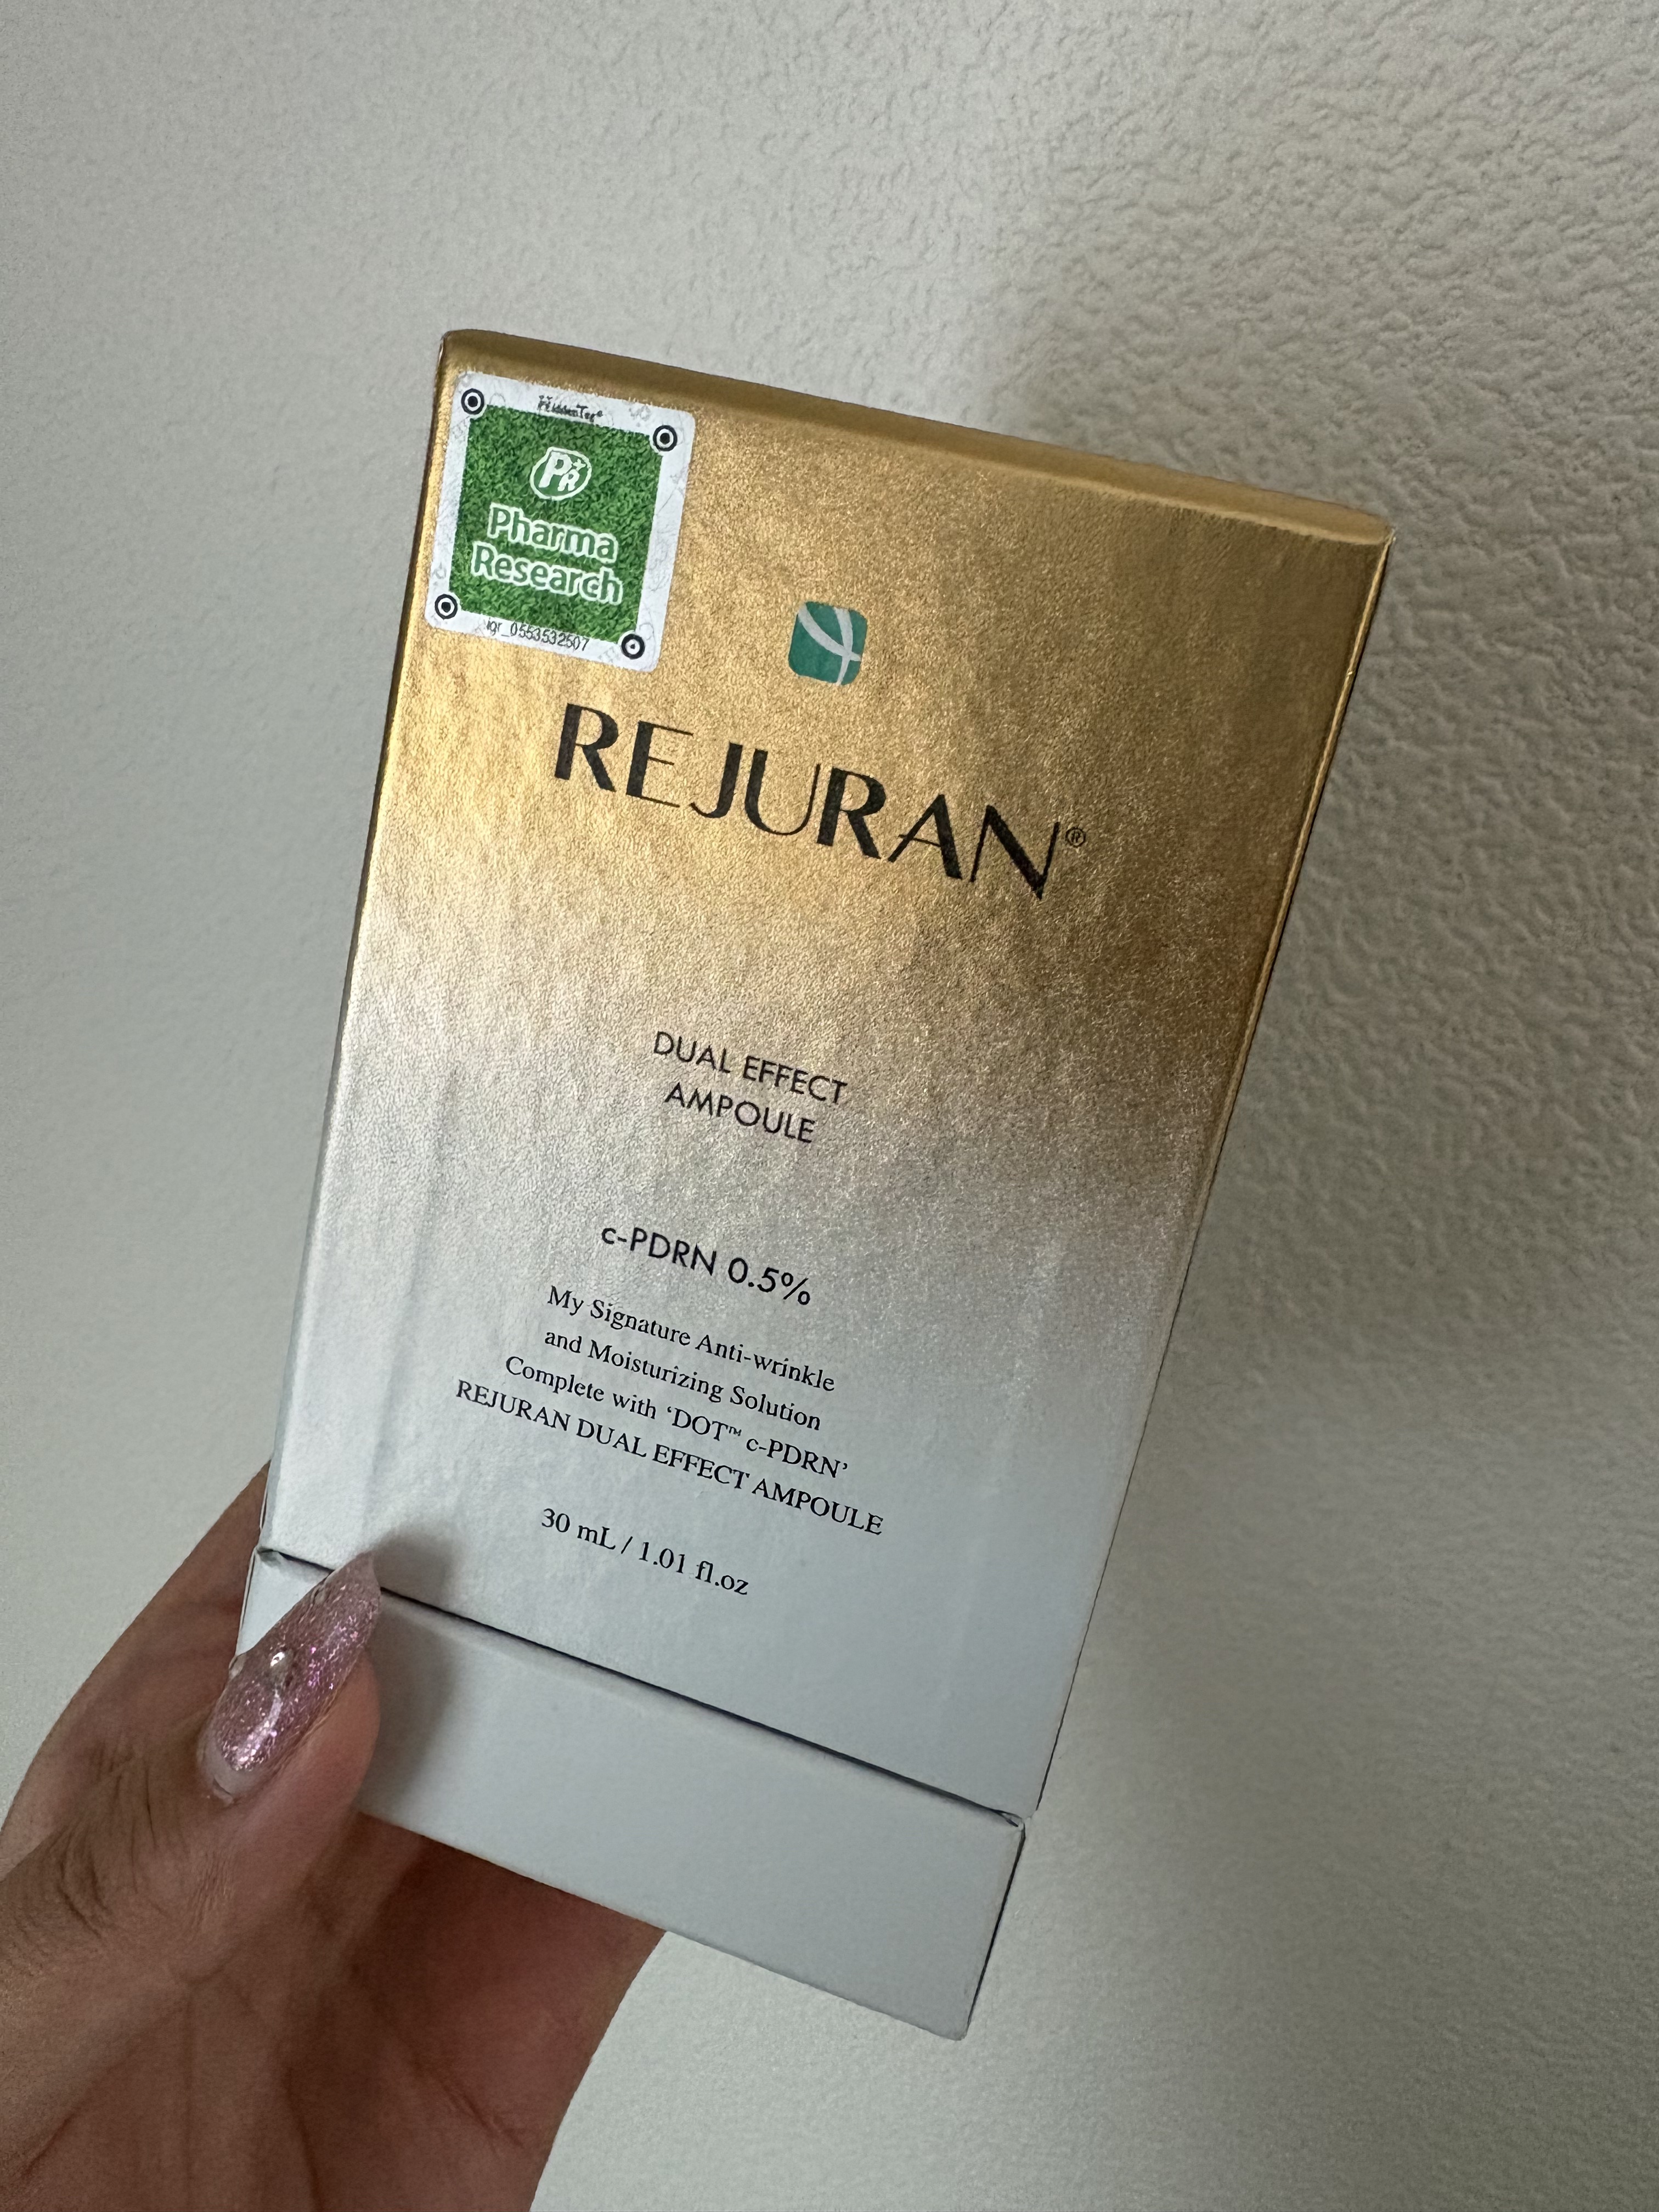 HiddenTag®
PR
Pharma
Research
REJURAN®
DUAL EFFECT
AMPOULE
c-PDRN 0.5%
My Signature Anti-wrinkle
and Moisturizing Solution
Complete with ‘DOT™ c-PDRN’
REJURAN DUAL EFFECT AMPOULE
30 mL / 1.01 fl.oz